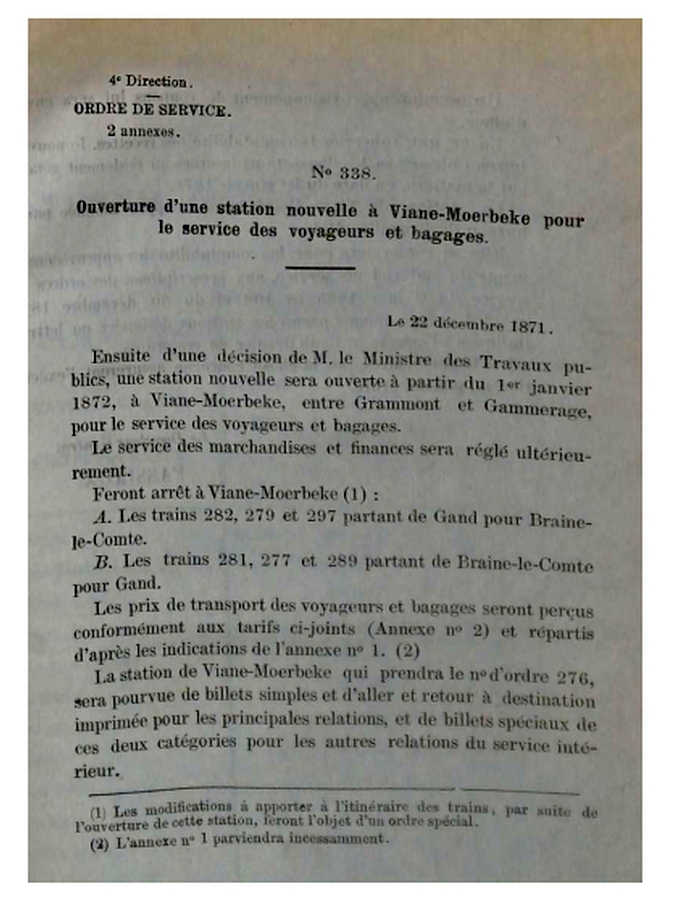 4e Direction.
ORDRE DE SERVICE.
2 annexes.
No 338.
Ouverture d'une station nouvelle à Viane-Moerbeke pour
le service des voyageurs et bagages.
Le 22 décembre 1871.
Ensuite d'une décision de M. le Ministre des Travaux pu-
blics, une station nouvelle sera ouverte à partir du 1er janvier
1872, à Viane-Moerbeke, entre Grammont et Gammerage,
pour le service des voyageurs et bagages.
Le service des marchandises et finances sera réglé ultérieu-
rement.
Feront arrêt à Viane-Moerbeke (1) :
A. Les trains 282, 279 et 297 partant de Gand pour Braine-
le-Comte.
B. Les trains 281, 277 et 289 partant de Braine-le-Comte
pour Gand.
Les prix de transport des voyageurs et bagages seront perçus
conformément aux tarifs ci-joints (Annexe no 2) et répartis
d'après les indications de l'annexe no 1. (2)
La station de Viane-Moerbeke qui prendra le no d'ordre 276,
sera pourvue de billets simples et d'aller et retour à destination
imprimée pour les principales relations, et de billets spéciaux de
ces deux catégories pour les autres relations du service inté-
rieur.
(1) Les modifications à apporter à l'itinéraire des trains, par suite de
l'ouverture de cette station, feront l'objet d'un ordre spécial.
(2) L'annexe no 1 parviendra incessamment.